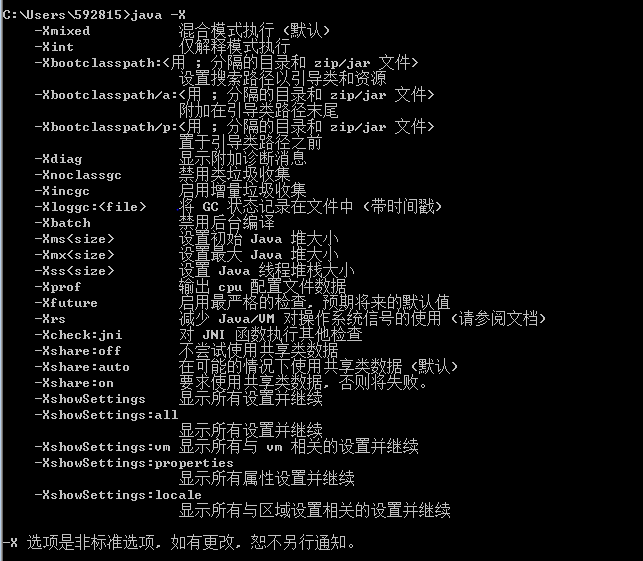 C:\Users\592815>java -X
-Xmixed 混合模式执行 (默认)
-Xint 仅解释模式执行
-Xbootclasspath:<用 ; 分隔的目录和 zip/jar 文件>
设置搜索路径以引导类和资源
-Xbootclasspath/a:<用 ; 分隔的目录和 zip/jar 文件>
附加在引导类路径末尾
-Xbootclasspath/p:<用 ; 分隔的目录和 zip/jar 文件>
置于引导类路径之前
-Xdiag 显示附加诊断消息
-Xnoclassgc 禁用类垃圾收集
-Xincgc 启用增量垃圾收集
-Xloggc:<file> 将 GC 状态记录在文件中 (带时间戳)
-Xbatch 禁用后台编译
-Xms<size> 设置初始 Java 堆大小
-Xmx<size> 设置最大 Java 堆大小
-Xss<size> 设置 Java 线程堆栈大小
-Xprof 输出 cpu 配置文件数据
-Xfuture 启用最严格的检查, 预期将来的默认值
-Xrs 减少 Java/VM 对操作系统信号的使用 (请参阅文档)
-Xcheck:jni 对 JNI 函数执行其他检查
-Xshare:off 不尝试使用共享类数据
-Xshare:auto 在可能的情况下使用共享类数据 (默认)
-Xshare:on 要求使用共享类数据, 否则将失败。
-XshowSettings 显示所有设置并继续
-XshowSettings:all
显示所有设置并继续
-XshowSettings:vm 显示所有与 vm 相关的设置并继续
-XshowSettings:properties
显示所有属性设置并继续
-XshowSettings:locale
显示所有与区域设置相关的设置并继续
-X 选项是非标准选项, 如有更改, 恕不另行通知。